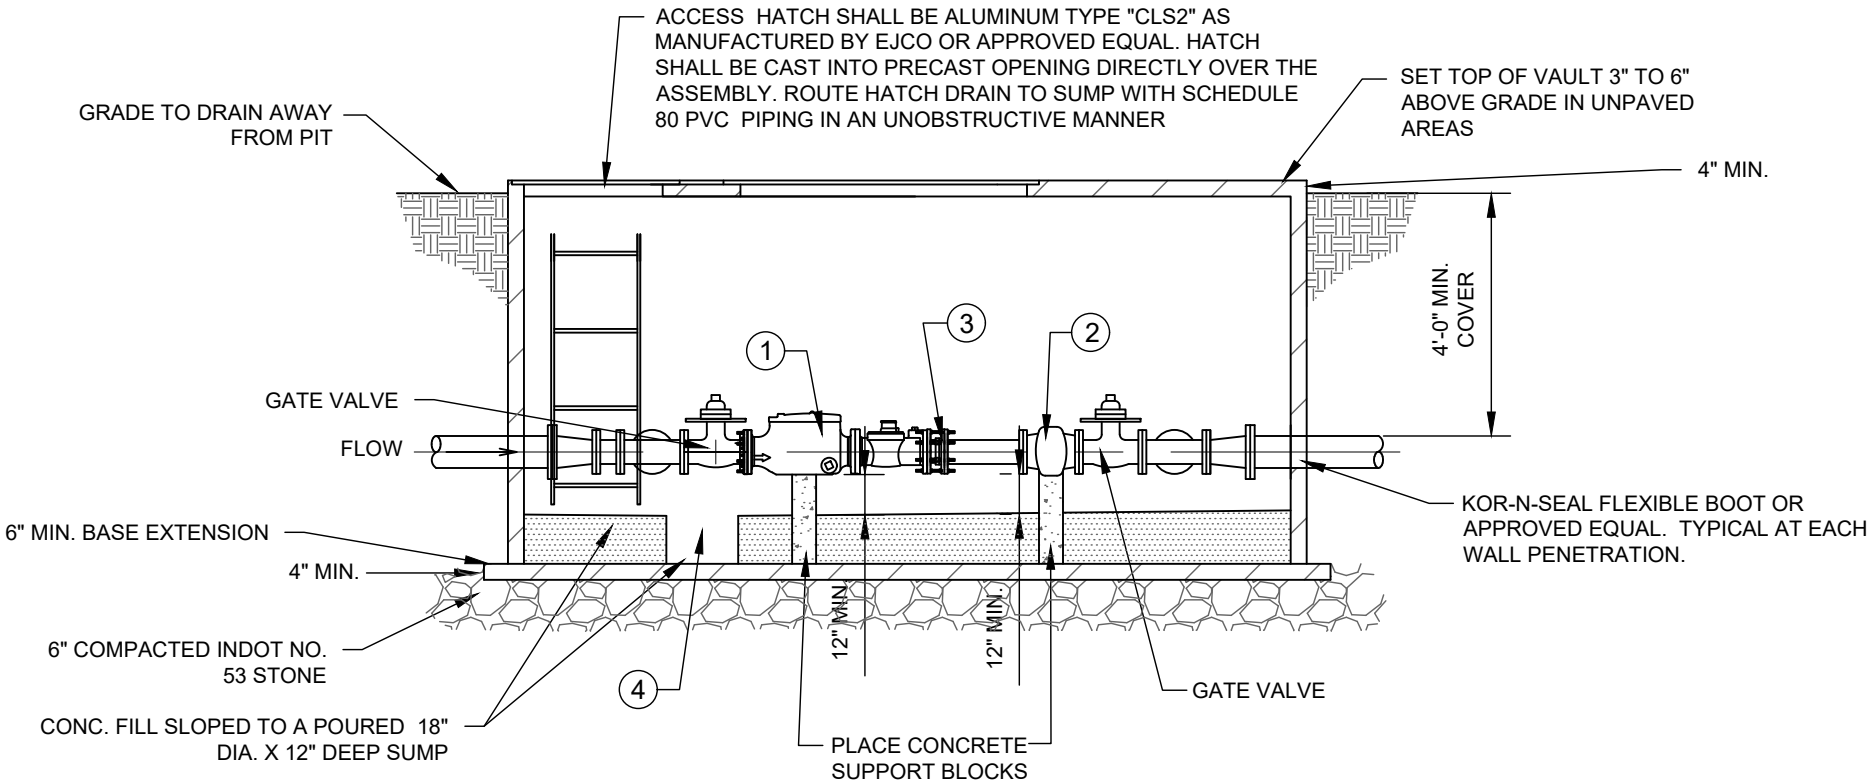 ACCESS HATCH SHALL BE ALUMINUM TYPE "CLS2" AS
MANUFACTURED BY EJCO OR APPROVED EQUAL. HATCH
SHALL BE CAST INTO PRECAST OPENING DIRECTLY OVER THE
ASSEMBLY. ROUTE HATCH DRAIN TO SUMP WITH SCHEDULE
80 PVC PIPING IN AN UNOBSTRUCTIVE MANNER
SET TOP OF VAULT 3" TO 6"
ABOVE GRADE IN UNPAVED
AREAS
GRADE TO DRAIN AWAY
FROM PIT
4" MIN.
4'-0" MIN.
COVER
1
3
2
GATE VALVE
FLOW
KOR-N-SEAL FLEXIBLE BOOT OR
APPROVED EQUAL. TYPICAL AT EACH
WALL PENETRATION.
6" MIN. BASE EXTENSION
4" MIN.
12" MIN.
12" MIN.
6" COMPACTED INDOT NO.
53 STONE
4
GATE VALVE
CONC. FILL SLOPED TO A POURED 18"
DIA. X 12" DEEP SUMP
PLACE CONCRETE
SUPPORT BLOCKS